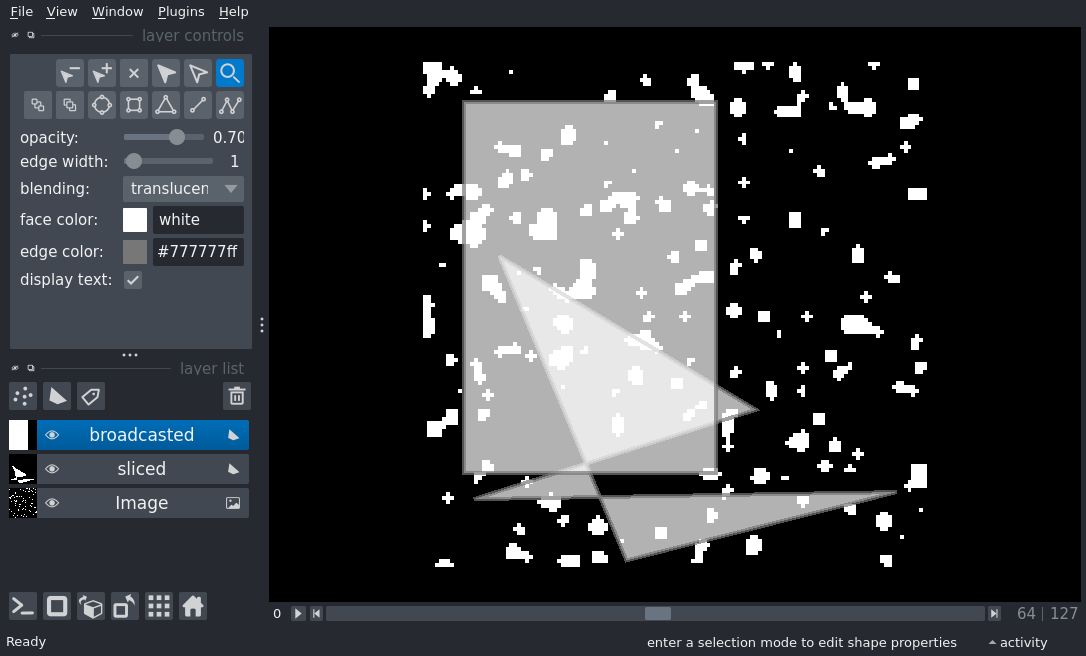 File View Window Plugins Help
layer controls
opacity: 0.70
edge width: 1
blending: translucen
face color: white
edge color: #777777ff
display text:
layer list
broadcasted
sliced
Image
0 64 | 127
Ready enter a selection mode to edit shape properties activity